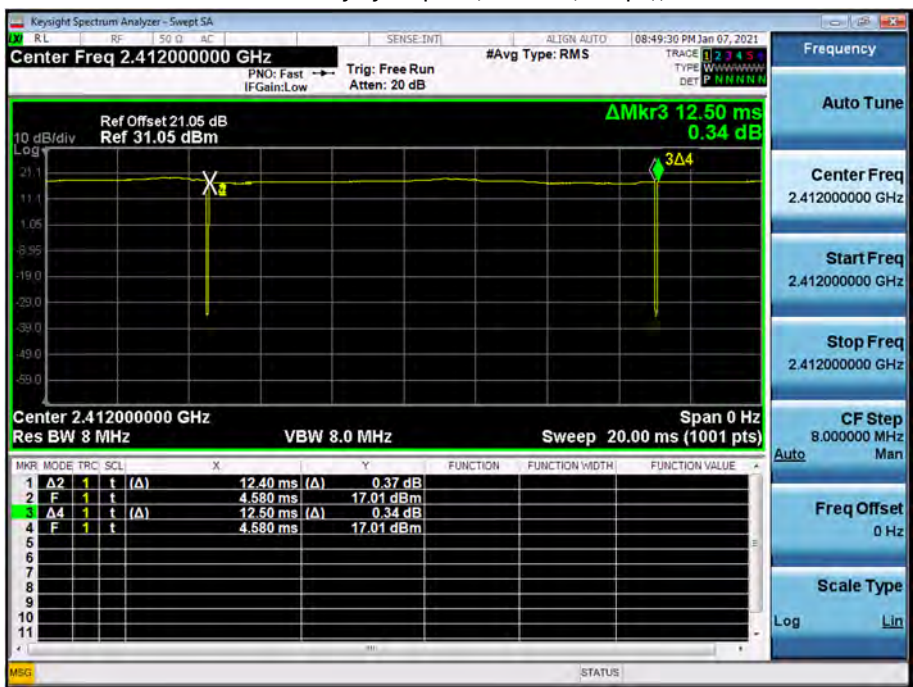 Keysight Spectrum Analyzer - Swept SA
RL RF 50 Ω AC SENSE:INT ALIGN AUTO 08:49:30 PM Jan 07, 2021
Center Freq 2.412000000 GHz
#Avg Type: RMS
TRACE 1 2 3 4 5 6
PNO: Fast
Trig: Free Run
TYPE WWWWWW
IFGain:Low
Atten: 20 dB
DET P N N N N N
Ref Offset 21.05 dB
ΔMkr3 12.50 ms
10 dB/div
Ref 31.05 dBm
0.34 dB
Log
21.1
3Δ4
11.1
1.05
-8.95
-19.0
-29.0
-39.0
-49.0
-59.0
Center 2.412000000 GHz Span 0 Hz
Res BW 8 MHz VBW 8.0 MHz Sweep 20.00 ms (1001 pts)
MKR MODE TRC SCL X Y FUNCTION FUNCTION WIDTH FUNCTION VALUE
1 Δ2 1 t (Δ) 12.40 ms (Δ) 0.37 dB
2 F 1 t 4.580 ms 17.01 dBm
3 Δ4 1 t (Δ) 12.50 ms (Δ) 0.34 dB
4 F 1 t 4.580 ms 17.01 dBm
5
6
7
8
9
10
11
MSG STATUS
Frequency
Auto Tune
Center Freq
2.412000000 GHz
Start Freq
2.412000000 GHz
Stop Freq
2.412000000 GHz
CF Step
8.000000 MHz
Auto Man
Freq Offset
0 Hz
Scale Type
Log Lin